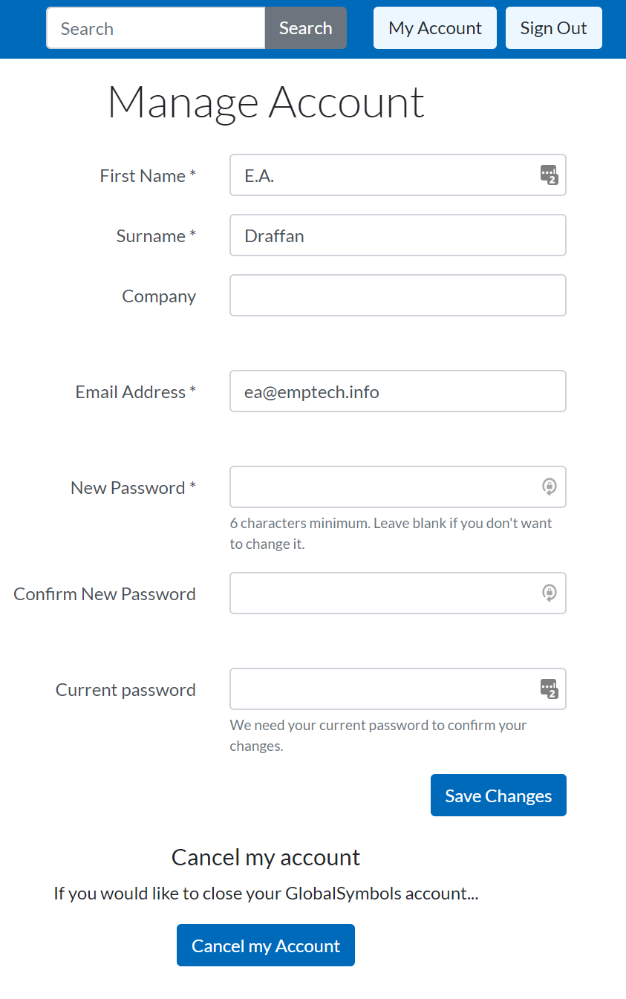 Search Search My Account Sign Out
Manage Account
First Name * E.A.
Surname * Draffan
Company
Email Address * ea@emptech.info
New Password *
6 characters minimum. Leave blank if you don't want
to change it.
Confirm New Password
Current password
We need your current password to confirm your
changes.
Save Changes
Cancel my account
If you would like to close your GlobalSymbols account...
Cancel my Account